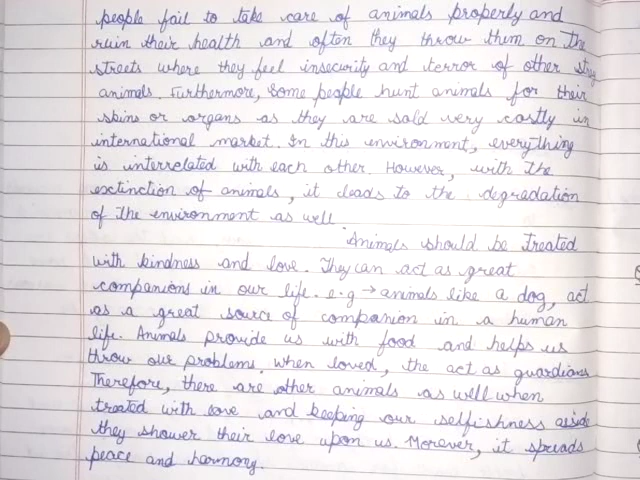 people fail to take care of animals properly and
ruin their health and often they throw them on the
streets where they feel insecurity and terror of other stray
animals. Furthermore, some people hunt animals for their
skins or organs as they are sold very costly in
international market. In this environment, everything
is interrelated with each other. However, with the
extinction of animals, it leads to the degradation
of the environment as well.
Animals should be treated
with kindness and love. They can act as great
companions in our life. e.g → animals like a dog, act
as a great source of companion in a human
life. Animals provide us with food and helps us
throw our problems. When loved, the act as guardians
Therefore, there are other animals as well when
treated with love and keeping our selfishness aside
they shower their love upon us. Morever, it spreads
peace and harmony.